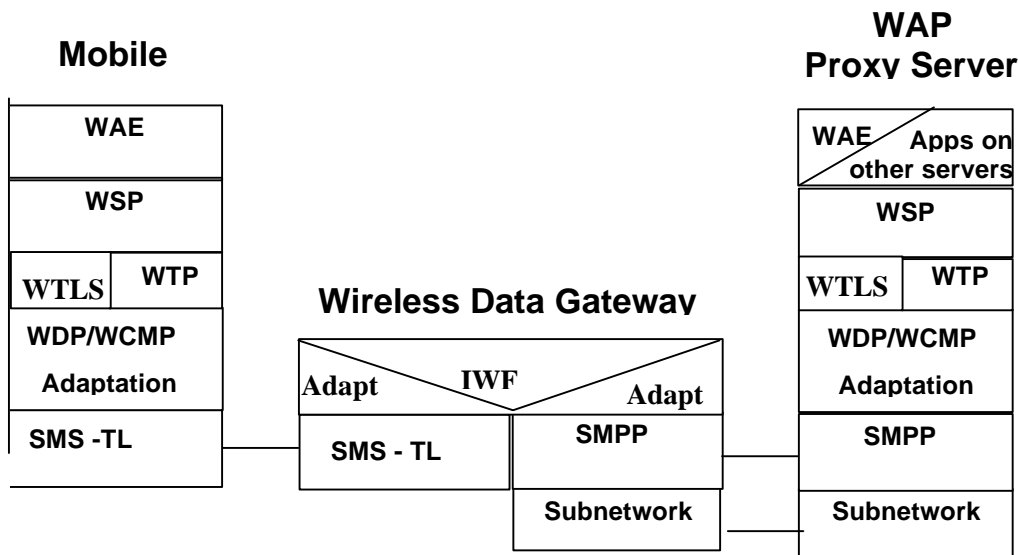 Mobile
WAE
WSP
WTLS
WTP
WDP/WCMP
Adaptation
SMS -TL
Wireless Data Gateway
Adapt
IWF
Adapt
SMS - TL
SMPP
Subnetwork
WAP
Proxy Server
WAE
Apps on
other servers
WSP
WTLS
WTP
WDP/WCMP
Adaptation
SMPP
Subnetwork